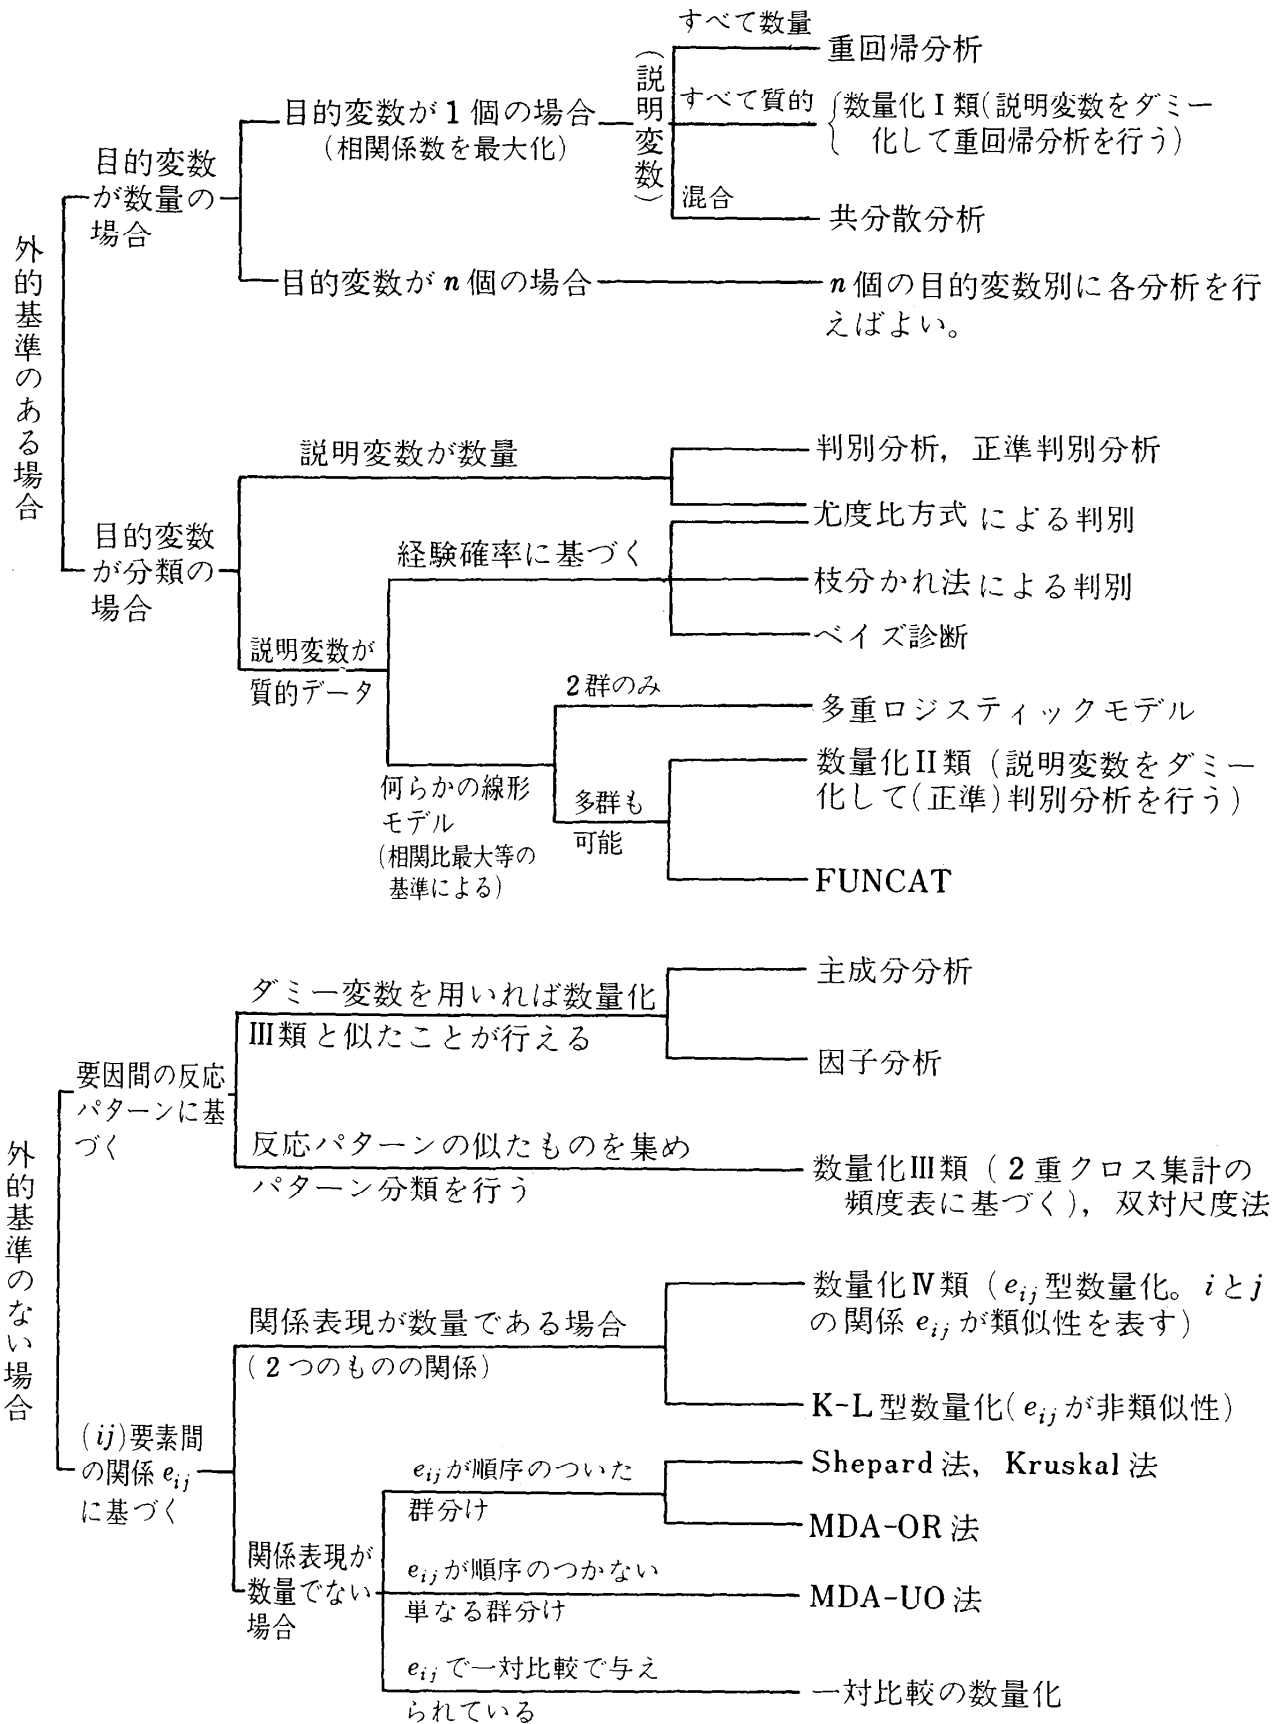 外的基準のある場合
目的変数
が数量の
場合
目的変数が1個の場合
(相関係数を最大化)
(説明変数)
すべて数量
重回帰分析
すべて質的
数量化Ⅰ類(説明変数をダミー
化して重回帰分析を行う)
混合
共分散分析
目的変数がn個の場合
n個の目的変数別に各分析を行
えばよい。
目的変数
が分類の
場合
説明変数が数量
判別分析, 正準判別分析
尤度比方式による判別
経験確率に基づく
枝分かれ法による判別
ベイズ診断
説明変数が
質的データ
2群のみ
多重ロジスティックモデル
何らかの線形
モデル
(相関比最大等の
基準による)
多群も
可能
数量化Ⅱ類(説明変数をダミー
化して(正準)判別分析を行う)
FUNCAT
外的基準のない場合
要因間の反応
パターンに基
づく
ダミー変数を用いれば数量化
Ⅲ類と似たことが行える
主成分分析
因子分析
反応パターンの似たものを集め
パターン分類を行う
数量化Ⅲ類(2重クロス集計の
頻度表に基づく), 双対尺度法
(ij)要素間
の関係eij
に基づく
関係表現が数量である場合
(2つのものの関係)
数量化Ⅳ類(eij型数量化。iとj
の関係eijが類似性を表す)
K-L型数量化(eijが非類似性)
関係表現が
数量でない
場合
eijが順序のついた
群分け
Shepard法, Kruskal法
MDA-OR法
eijが順序のつかない
単なる群分け
MDA-UO法
eijで一対比較で与え
られている
一対比較の数量化